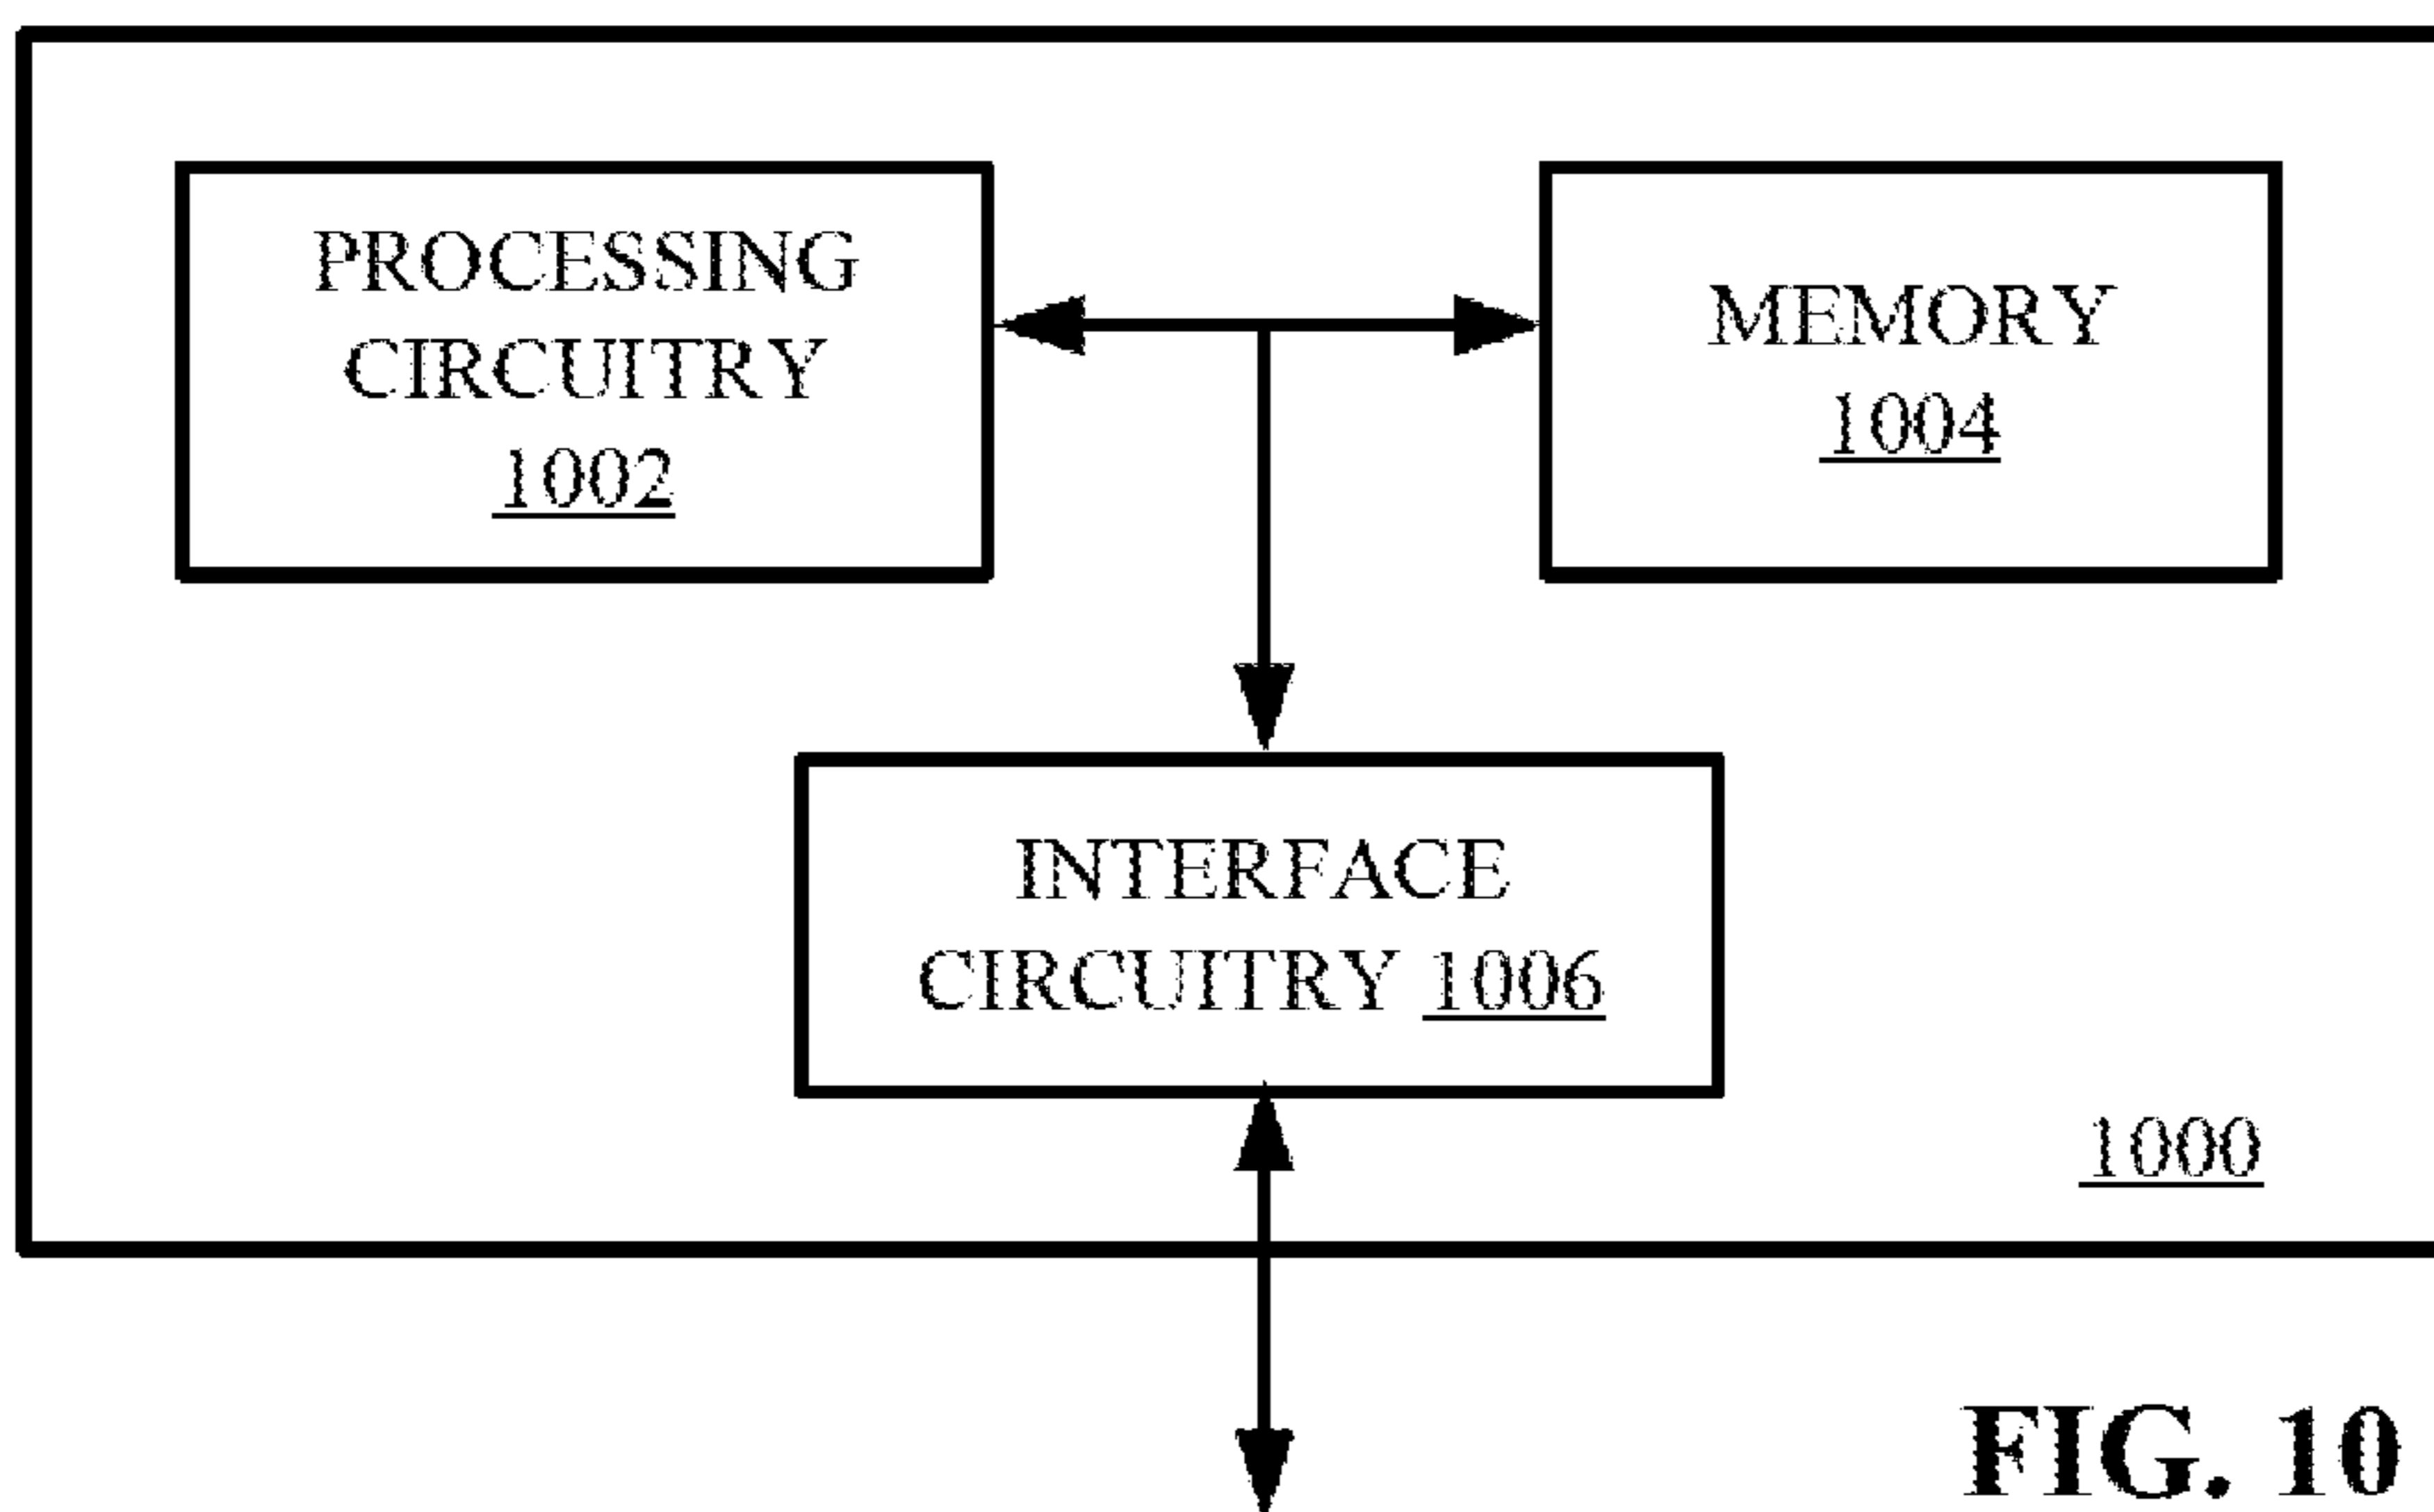 PROCESSING
CIRCUITRY
1002
MEMORY
1004
INTERFACE
CIRCUITRY 1006
1000
FIG. 10